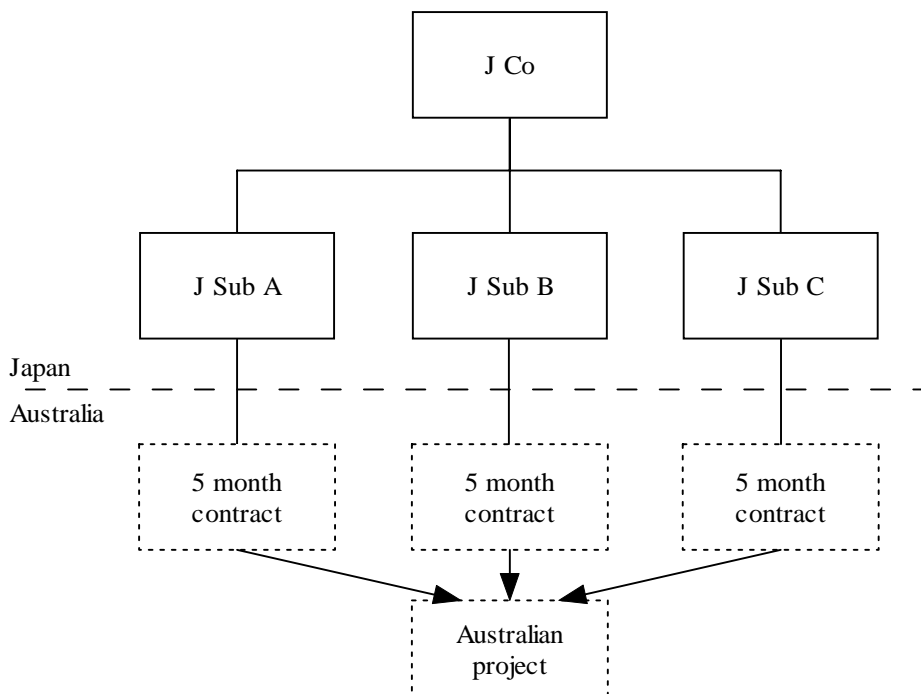 J Co
J Sub A
J Sub B
J Sub C
Japan
Australia
5 month
contract
5 month
contract
5 month
contract
Australian
project